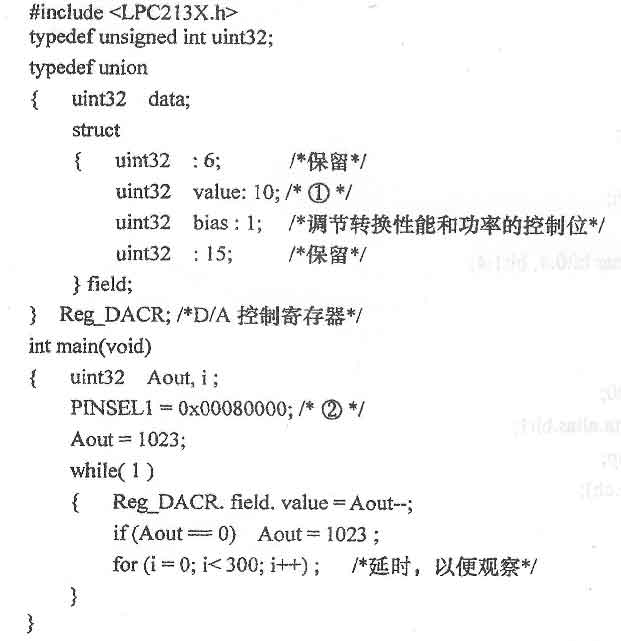 #include <LPC213X.h>
typedef unsigned int uint32;
typedef union
{ uint32 data;
struct
{ uint32 : 6; /*保留*/
uint32 value: 10; /* ① */
uint32 bias : 1; /*调节转换性能和功率的控制位*/
uint32 : 15; /*保留*/
} field;
} Reg_DACR; /*D/A 控制寄存器*/
int main(void)
{ uint32 Aout, i ;
PINSEL1 = 0x00080000; /* ② */
Aout = 1023;
while( 1 )
{ Reg_DACR. field. value = Aout--;
if (Aout == 0) Aout = 1023 ;
for (i = 0; i< 300; i++) ; /*延时，以便观察*/
}
}